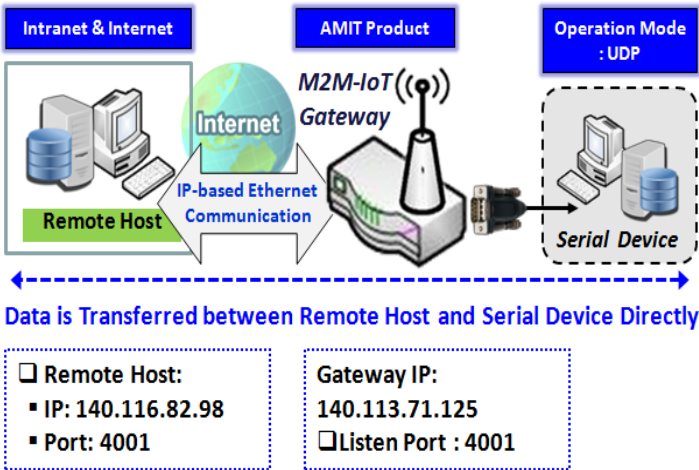 Intranet & Internet
AMIT Product
Operation Mode
: UDP
M2M-IoT
Gateway
Internet
IP-based Ethernet
Communication
Remote Host
Serial Device
Data is Transferred between Remote Host and Serial Device Directly
❑ Remote Host:
▪ IP: 140.116.82.98
▪ Port: 4001
Gateway IP:
140.113.71.125
❑Listen Port : 4001